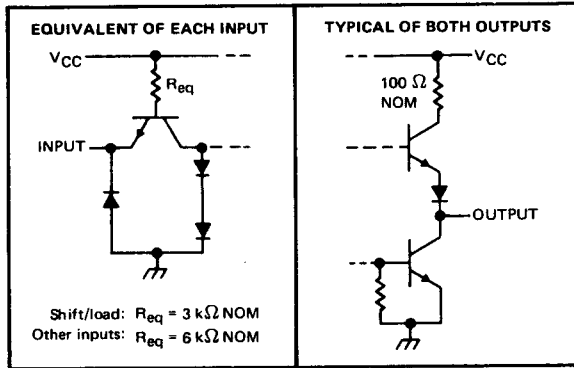 EQUIVALENT OF EACH INPUT
VCC
Req
INPUT
Shift/load: Req = 3 kΩ NOM
Other inputs: Req = 6 kΩ NOM
TYPICAL OF BOTH OUTPUTS
VCC
100 Ω
NOM
OUTPUT